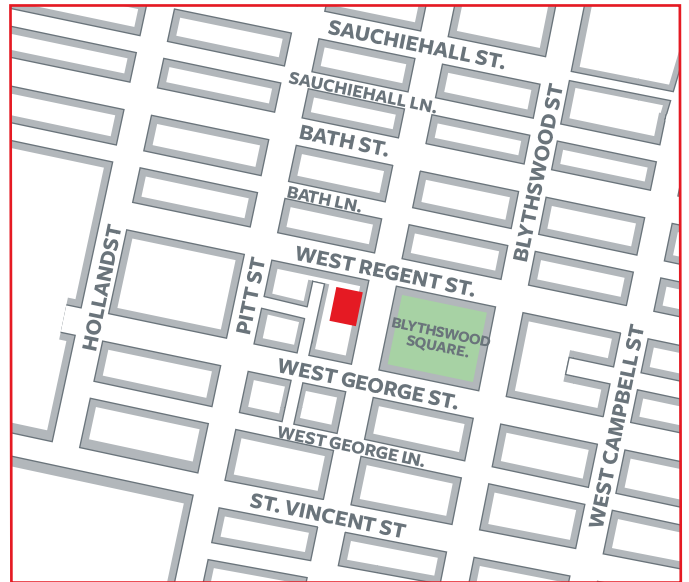 SAUCHIEHALL ST.
SAUCHIEHALL LN.
BATH ST.
BLYTHSWOOD ST
BATH LN.
WEST REGENT ST.
HOLLANDST
PITT ST
BLYTHSWOOD
SQUARE.
WEST GEORGE ST.
WEST CAMPBELL ST
WEST GEORGE LN.
ST. VINCENT ST